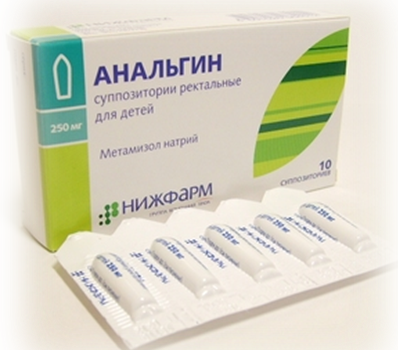 АНАЛЬГИН
суппозитории ректальные
для детей
250 мг
Метамизол натрий
10
СУППОЗИТОРИЕВ
НИЖФАРМ